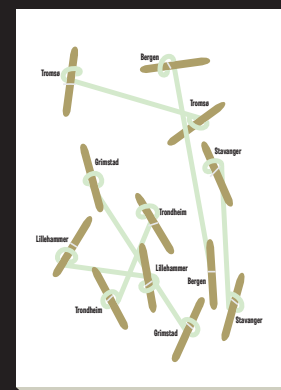 Bergen
Tromsø
Tromsø
Stavanger
Grimstad
Trondheim
Lillehammer
Lillehammer
Bergen
Trondheim
Stavanger
Grimstad